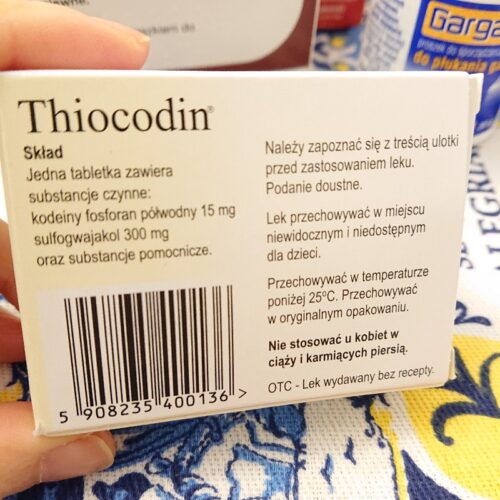 Thiocodin®
Skład
Jedna tabletka zawiera
substancje czynne:
kodeiny fosforan półwodny 15 mg
sulfogwajakol 300 mg
oraz substancje pomocnicze.
5 908235 400136 >
Należy zapoznać się z treścią ulotki
przed zastosowaniem leku.
Podanie doustne.
Lek przechowywać w miejscu
niewidocznym i niedostępnym
dla dzieci.
Przechowywać w temperaturze
poniżej 25ºC. Przechowywać
w oryginalnym opakowaniu.
Nie stosować u kobiet w
ciąży i karmiących piersią.
OTC - Lek wydawany bez recepty.
Garga
do płukania